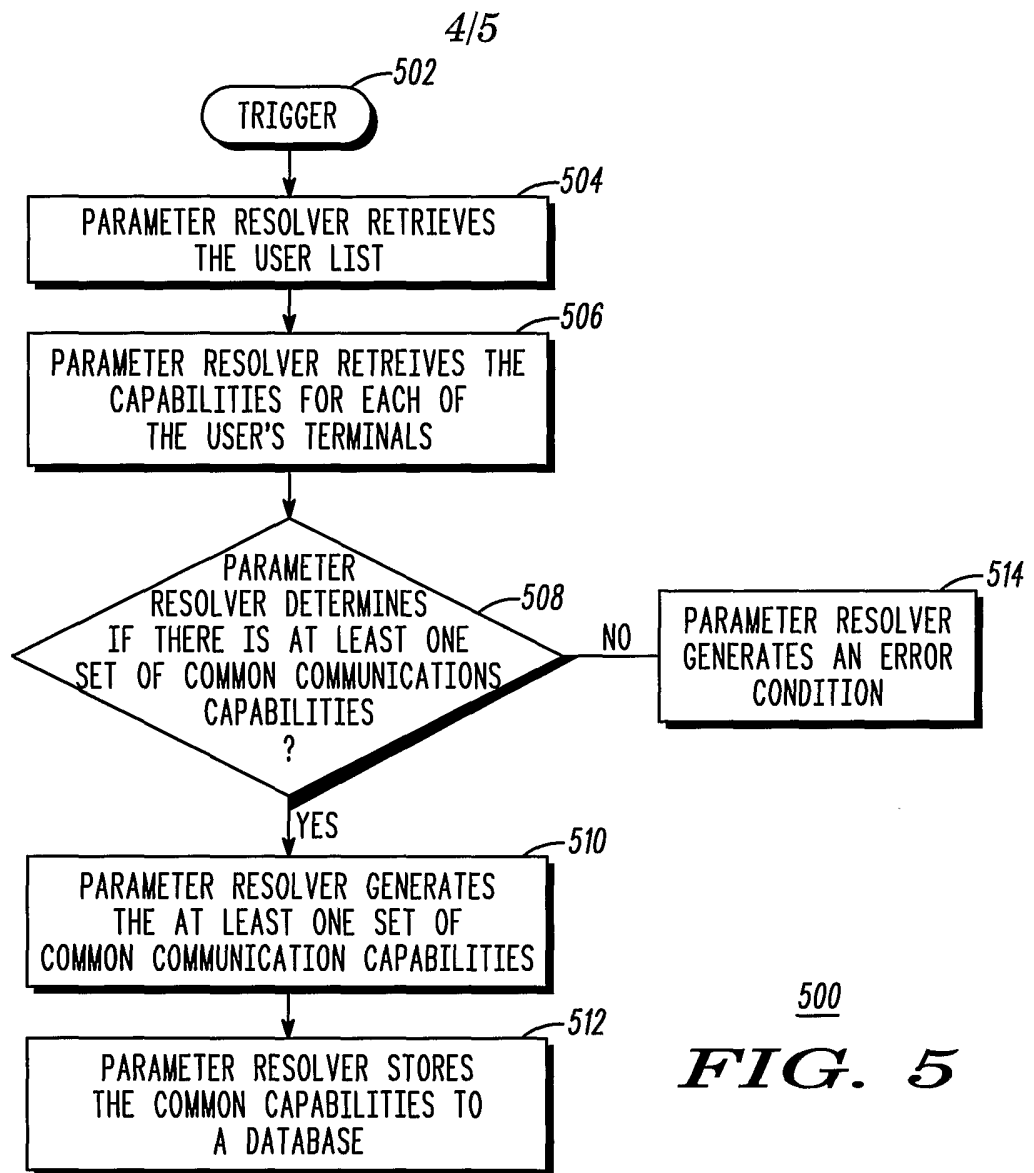 4/5
502
TRIGGER
504
PARAMETER RESOLVER RETRIEVES
THE USER LIST
506
PARAMETER RESOLVER RETREIVES THE
CAPABILITIES FOR EACH OF
THE USER'S TERMINALS
PARAMETER
RESOLVER DETERMINES
IF THERE IS AT LEAST ONE
SET OF COMMON COMMUNICATIONS
CAPABILITIES
?
508
NO
514
PARAMETER RESOLVER
GENERATES AN ERROR
CONDITION
YES
510
PARAMETER RESOLVER GENERATES
THE AT LEAST ONE SET OF
COMMON COMMUNICATION CAPABILITIES
512
PARAMETER RESOLVER STORES
THE COMMON CAPABILITIES TO
A DATABASE
500
FIG. 5